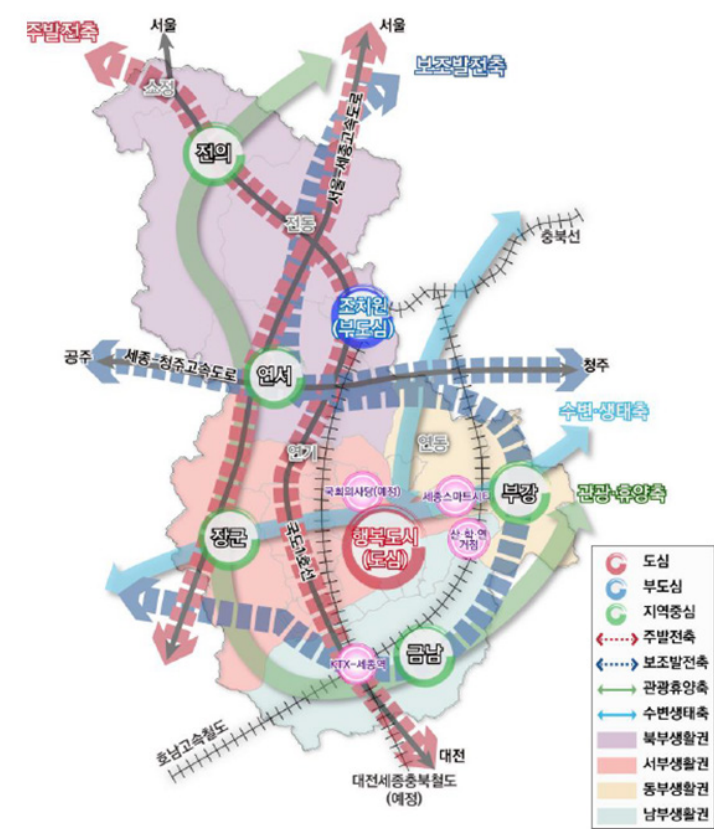 서울
서울
주발전축
보조발전축
소정
전의
서울-세종고속도로
전동
충북선
조치원
(부도심)
공주
세종-청주고속도로
연서
청주
수변·생태축
연동
연기
국회의사당(예정)
세종스마트시티
부강
관광·휴양축
장군
행복도시
(도심)
산·학·연
거점
국도1호선
금남
KTX-세종역
호남고속철도
대전
대전세종충북철도
(예정)
도심
부도심
지역중심
주발전축
보조발전축
관광휴양축
수변생태축
북부생활권
서부생활권
동부생활권
남부생활권